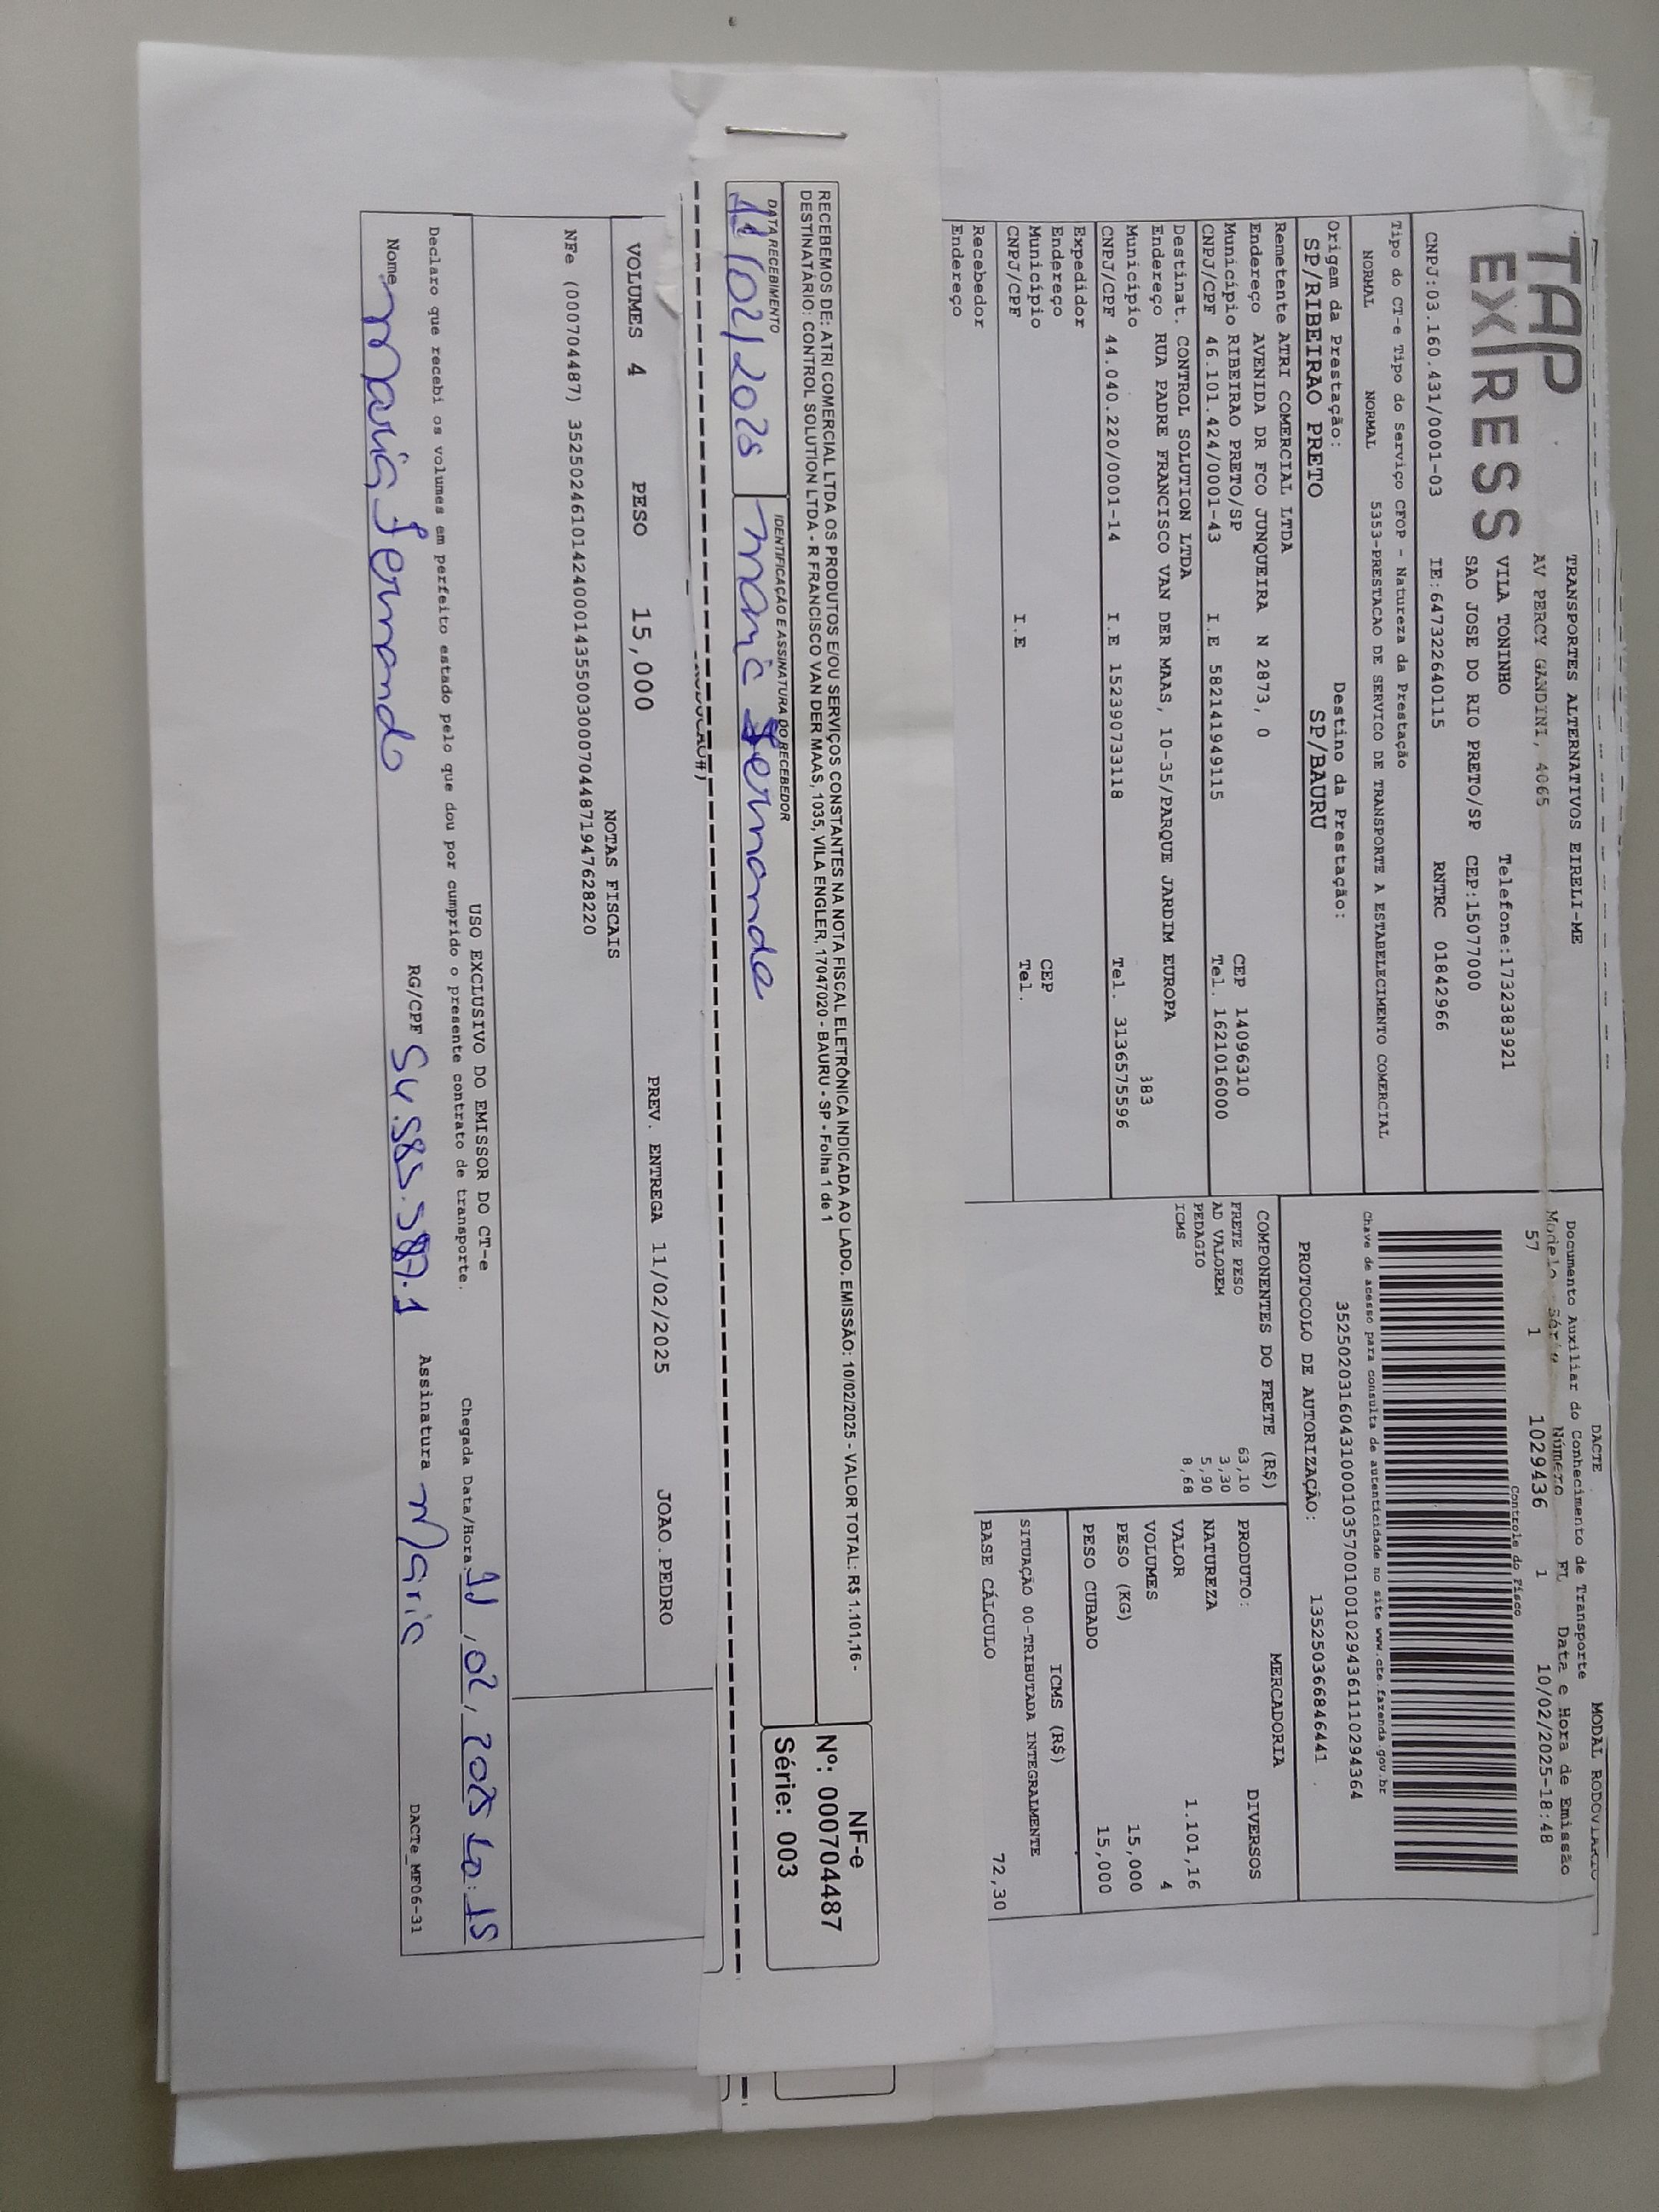 TAP
EXPRESS
TRANSPORTES ALTERNATIVOS EIRELI-ME
AV PERCY GANDINI, 4065
VILA TONINHO Telefone:1732383921
SAO JOSE DO RIO PRETO/SP CEP:15077000
CNPJ:03.160.431/0001-03 IE:647322640115 RNTRC 01842966
Tipo do CT-e Tipo do Serviço CFOP - Natureza da Prestação
NORMAL NORMAL 5353-PRESTACAO DE SERVICO DE TRANSPORTE A ESTABELECIMENTO COMERCIAL
Origem da Prestação: Destino da Prestação:
SP/RIBEIRAO PRETO SP/BAURU
Remetente ATRI COMERCIAL LTDA
Endereço AVENIDA DR FCO JUNQUEIRA N 2873, 0
Município RIBEIRAO PRETO/SP CEP 14096310
CNPJ/CPF 46.101.424/0001-43 I.E 582141949115 Tel. 1621016000
Destinat. CONTROL SOLUTION LTDA
Endereço RUA PADRE FRANCISCO VAN DER MAAS, 10-35/PARQUE JARDIM EUROPA
Município 383
CNPJ/CPF 44.040.220/0001-14 I.E 152390733118 Tel. 3136575596
Expedidor
Endereço
Município CEP
CNPJ/CPF I.E Tel.
Recebedor
Endereço
DACTE MODAL RODOVIARIO
Documento Auxiliar do Conhecimento de Transporte
Modelo Série Número FL Data e Hora de Emissão
57 1 1029436 1 10/02/2025-18:48
Controle do Fisco
Chave de acesso para consulta de autenticidade no site www.cte.fazenda.gov.br
35250203160431000103570010010294361110294364
PROTOCOLO DE AUTORIZAÇÃO: 135250366846441
COMPONENTES DO FRETE (R$)
FRETE PESO 63,10
AD VALOREM 3,30
PEDAGIO 5,90
ICMS 8,68
MERCADORIA
PRODUTO: DIVERSOS
NATUREZA
VALOR 1.101,16
VOLUMES 4
PESO (KG) 15,000
PESO CUBADO 15,000
ICMS (R$)
SITUAÇÃO 00-TRIBUTADA INTEGRALMENTE
BASE CÁLCULO 72,30
RECEBEMOS DE: ATRI COMERCIAL LTDA OS PRODUTOS E/OU SERVIÇOS CONSTANTES NA NOTA FISCAL ELETRÔNICA INDICADA AO LADO. EMISSÃO: 10/02/2025 - VALOR TOTAL: R$ 1.101,16 -
DESTINATÁRIO: CONTROL SOLUTION LTDA - R FRANCISCO VAN DER MAAS, 1035, VILA ENGLER, 17047020 - BAURU - SP - Folha 1 de 1
DATA RECEBIMENTO IDENTIFICAÇÃO E ASSINATURA DO RECEBEDOR
11/02/2025 Maria Fernanda
NF-e
Nº: 000704487
Série: 003
VOLUMES 4 PESO 15,000 PREV. ENTREGA 11/02/2025 JOAO.PEDRO
NOTAS FISCAIS
NFe (000704487) 35250246101424000143550030007044871947628220
USO EXCLUSIVO DO EMISSOR DO CT-e
Declaro que recebi os volumes em perfeito estado pelo que dou por cumprido o presente contrato de transporte. Chegada Data/Hora: 11/02/2025 10:15
Nome Maria Fernanda RG/CPF 54.585.587.1 Assinatura Maria
DACTe_MF06-31